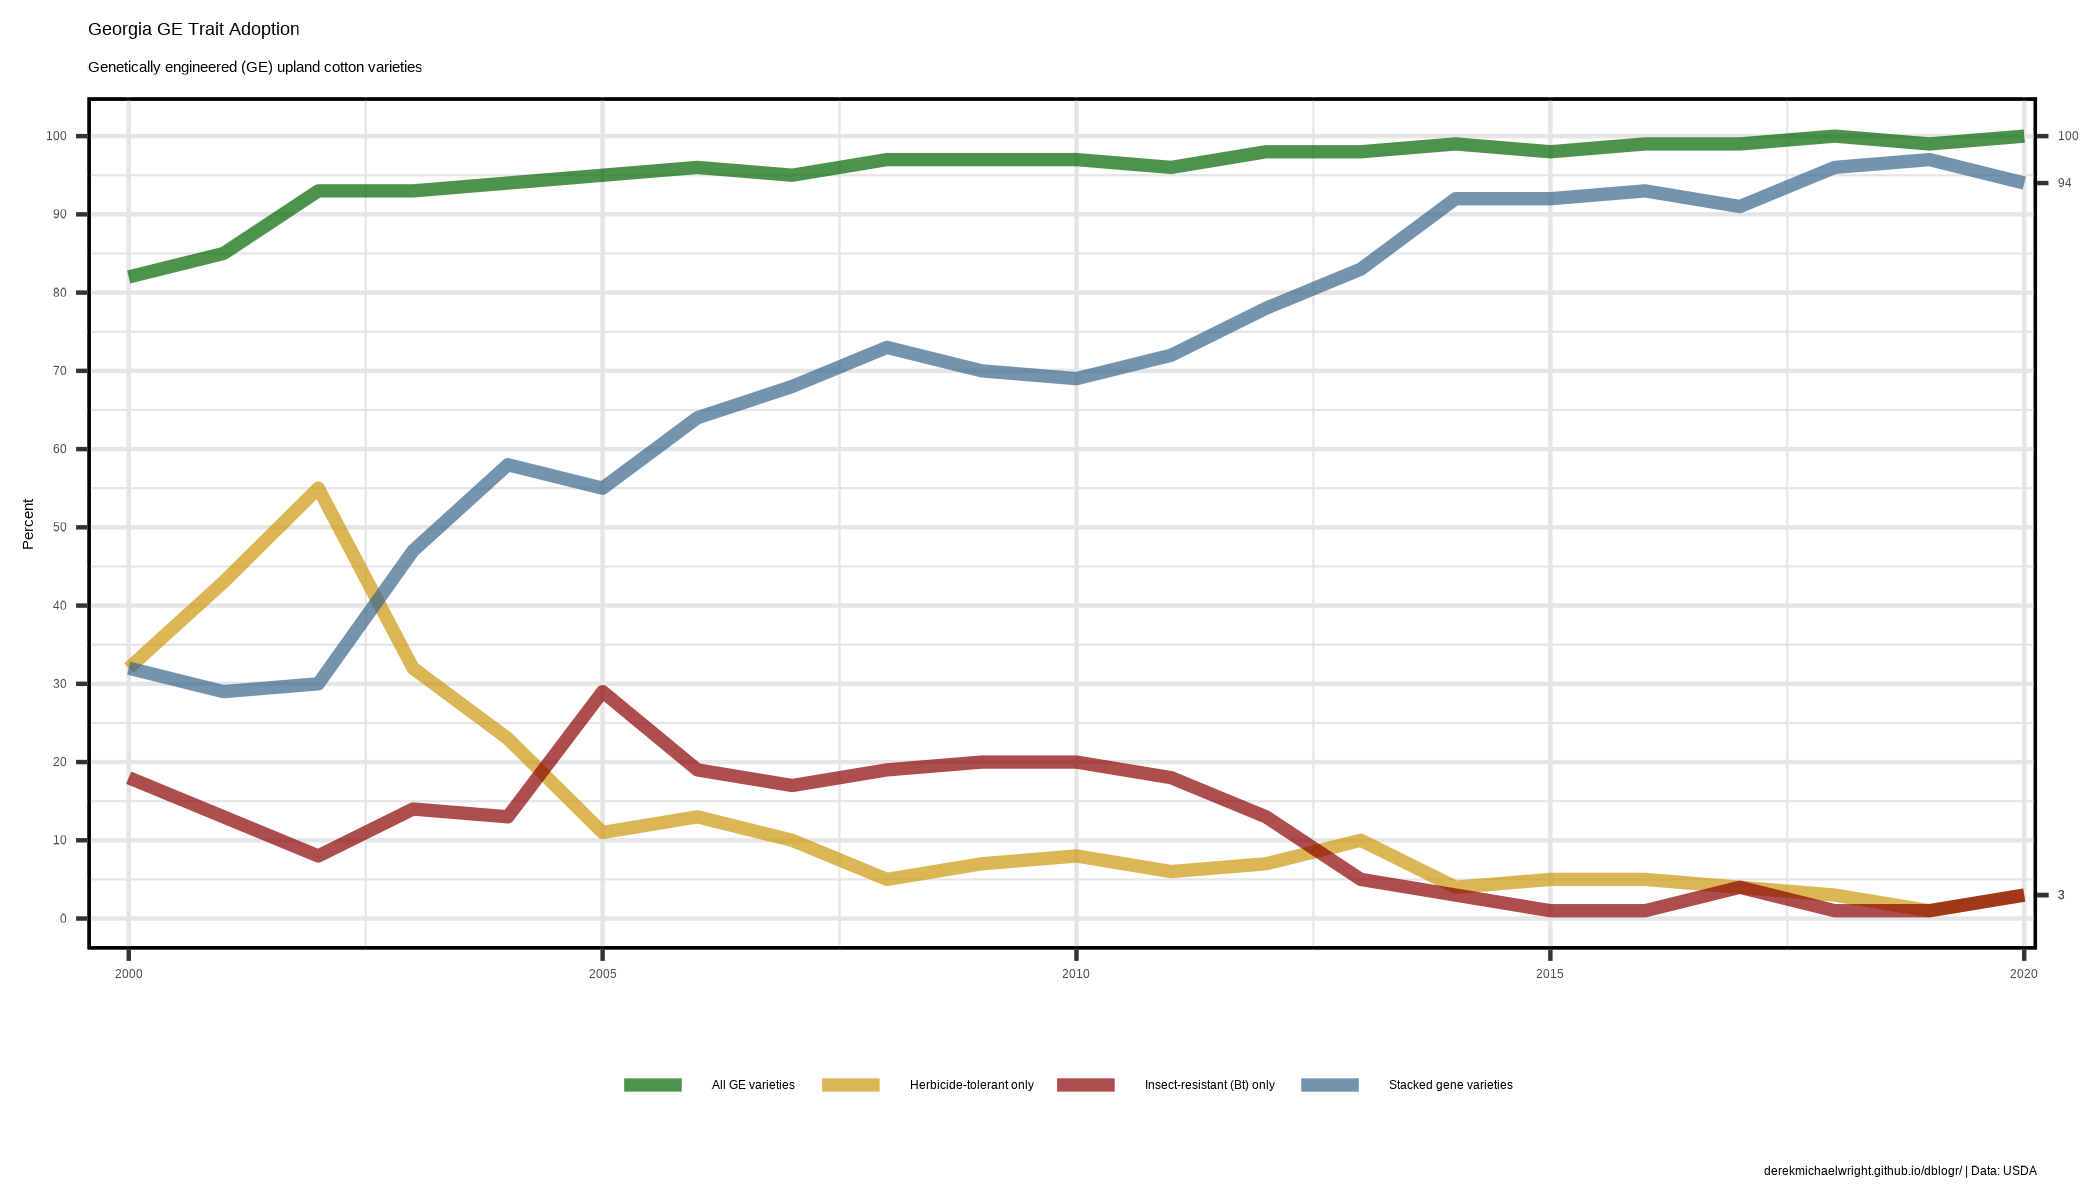 Georgia GE Trait Adoption
Genetically engineered (GE) upland cotton varieties
Percent
100
90
80
70
60
50
40
30
20
10
0
100
94
3
2000 2005 2010 2015 2020
All GE varieties Herbicide-tolerant only Insect-resistant (Bt) only Stacked gene varieties
derekmichaelwright.github.io/dblogr/ | Data: USDA